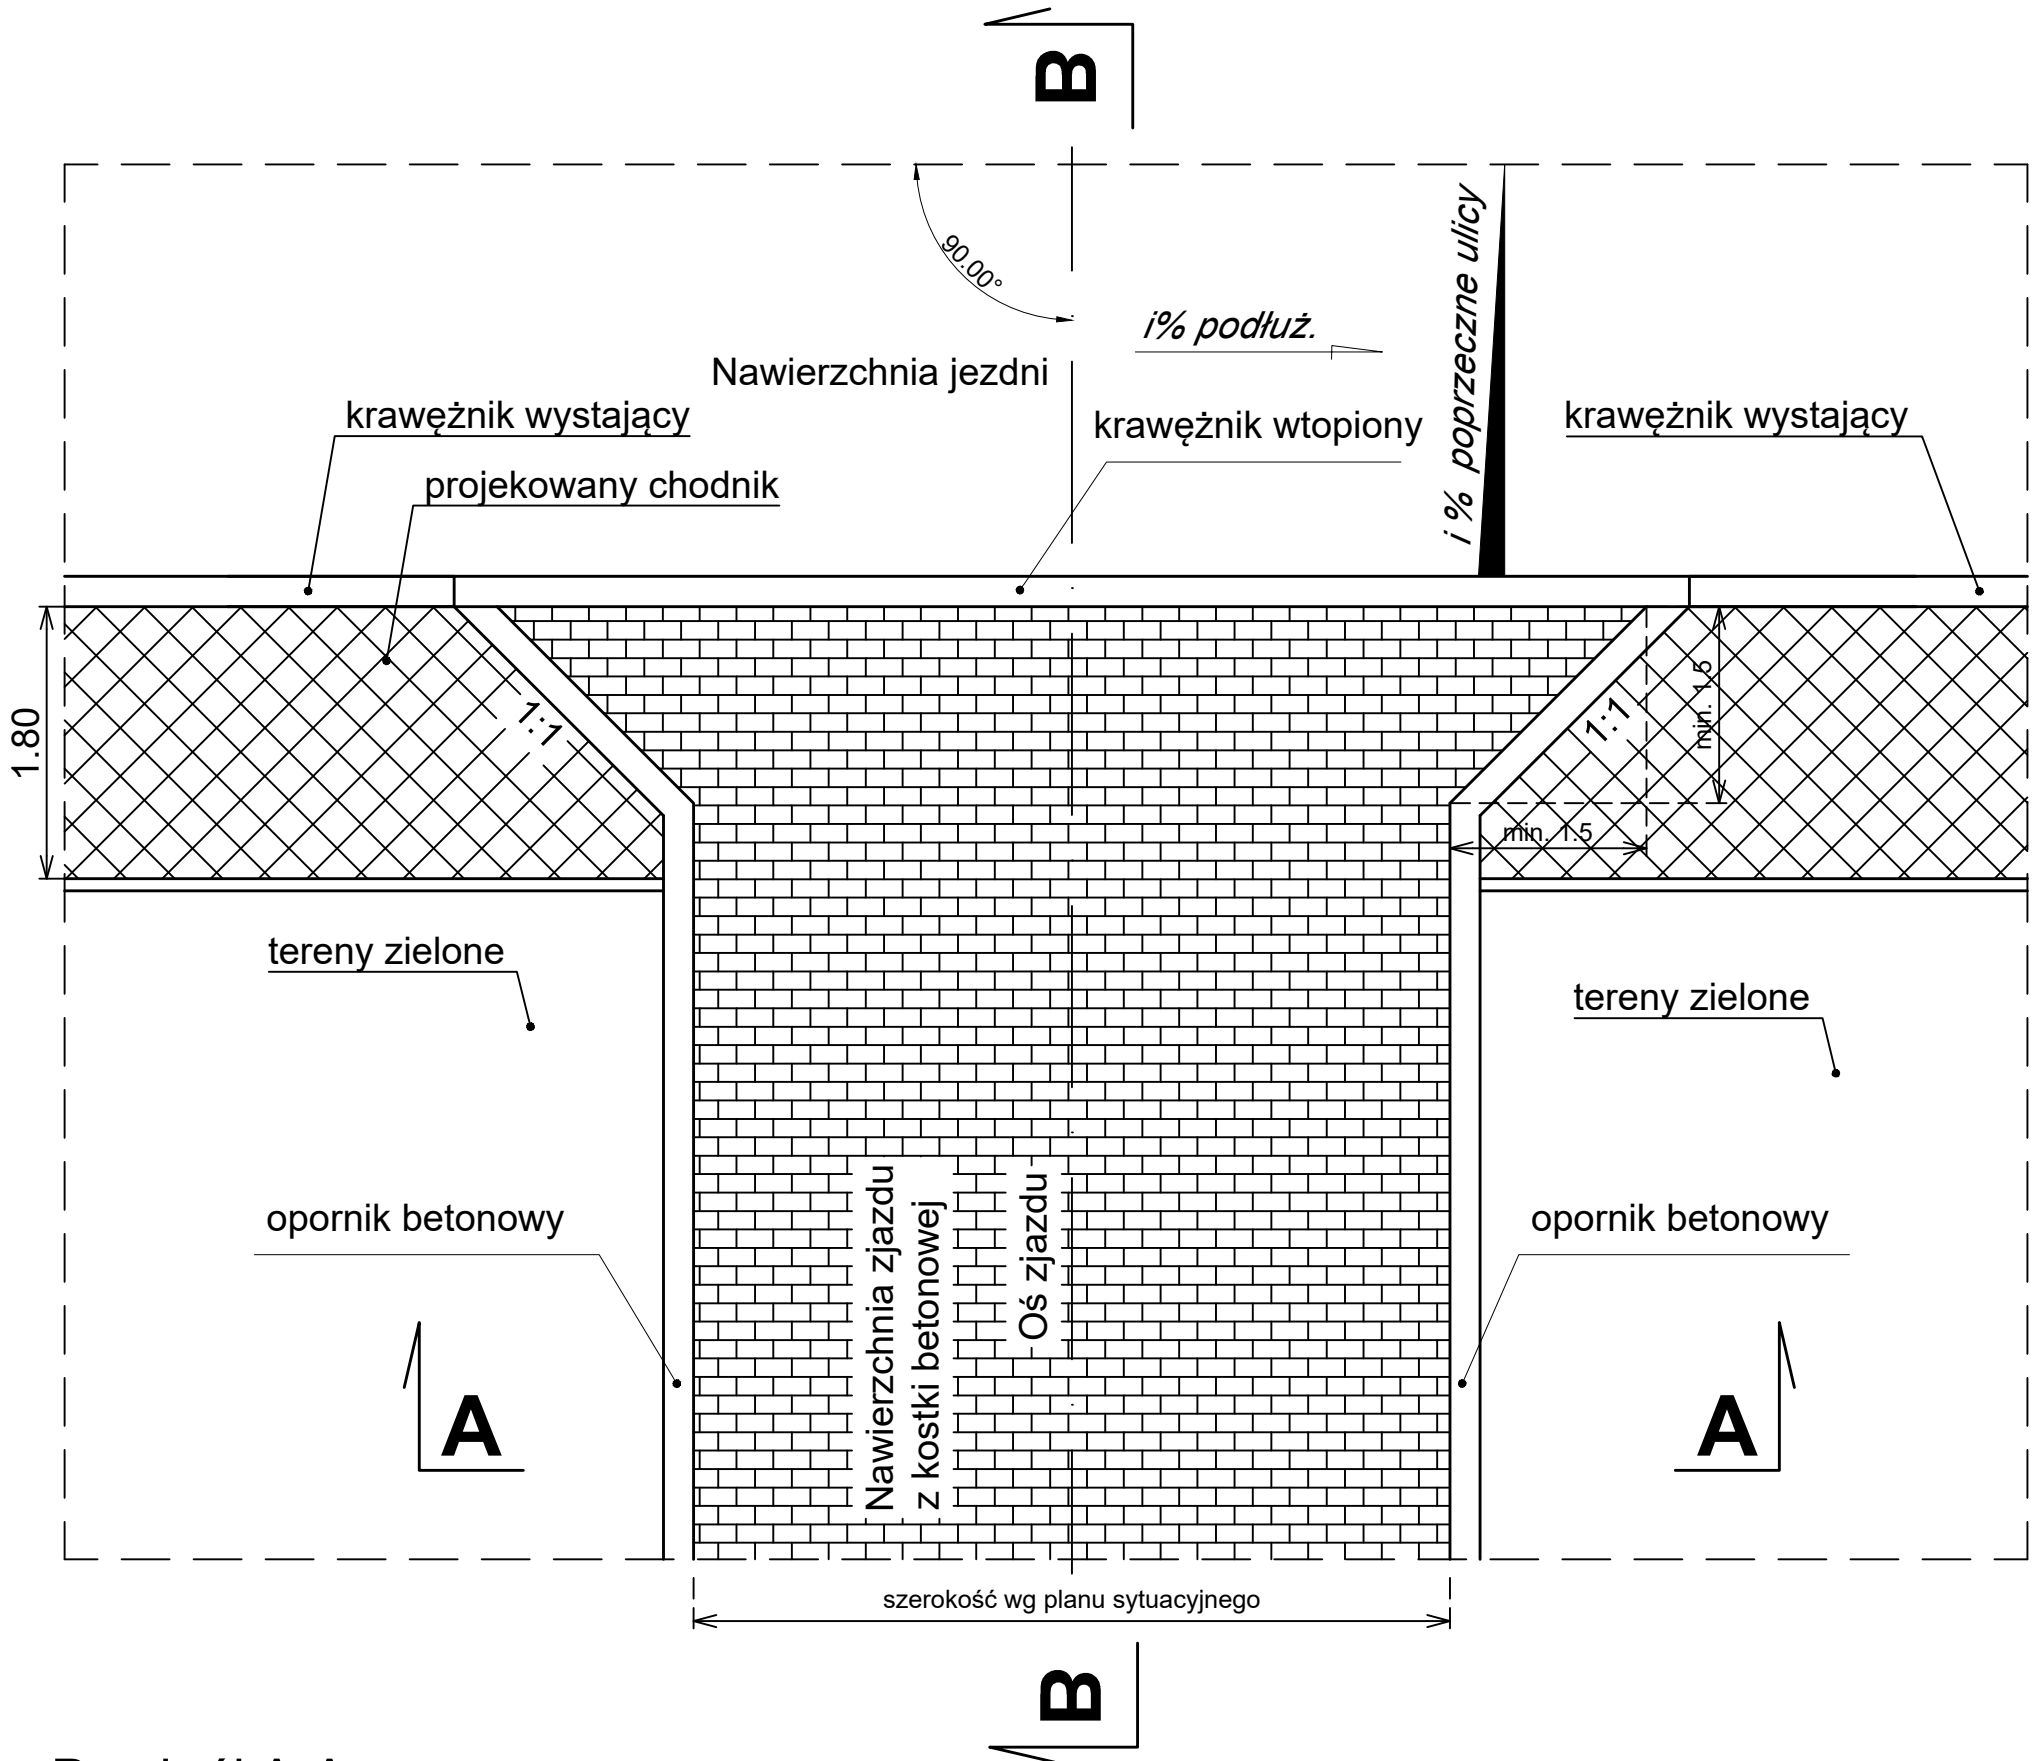 B
90.00°
i% podłuż.
i % poprzeczne ulicy
Nawierzchnia jezdni
krawężnik wystający
krawężnik wtopiony
krawężnik wystający
projekowany chodnik
1.80
1:1
1:1
min. 1.5
min. 1.5
tereny zielone
tereny zielone
Nawierzchnia zjazdu
z kostki betonowej
Oś zjazdu
opornik betonowy
opornik betonowy
A
A
szerokość wg planu sytuacyjnego
B